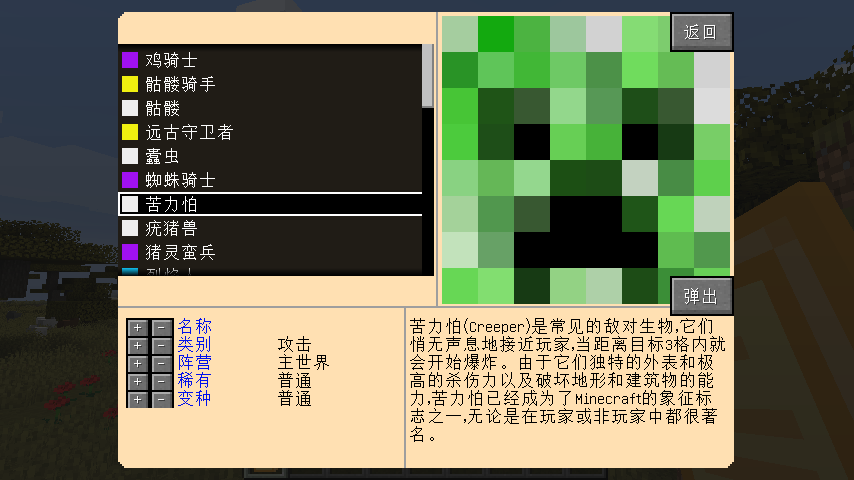 返回
鸡骑士
骷髅骑手
骷髅
远古守卫者
蠹虫
蜘蛛骑士
苦力怕
疣猪兽
猪灵蛮兵
弹出
+ - 名称
+ - 类别 攻击
+ - 阵营 主世界
+ - 稀有 普通
+ - 变种 普通
苦力怕(Creeper)是常见的敌对生物,它们
悄无声息地接近玩家,当距离目标3格内就
会开始爆炸。由于它们独特的外表和极
高的杀伤力以及破坏地形和建筑物的能
力,苦力怕已经成为了Minecraft的象征标
志之一,无论是在玩家或非玩家中都很著
名。